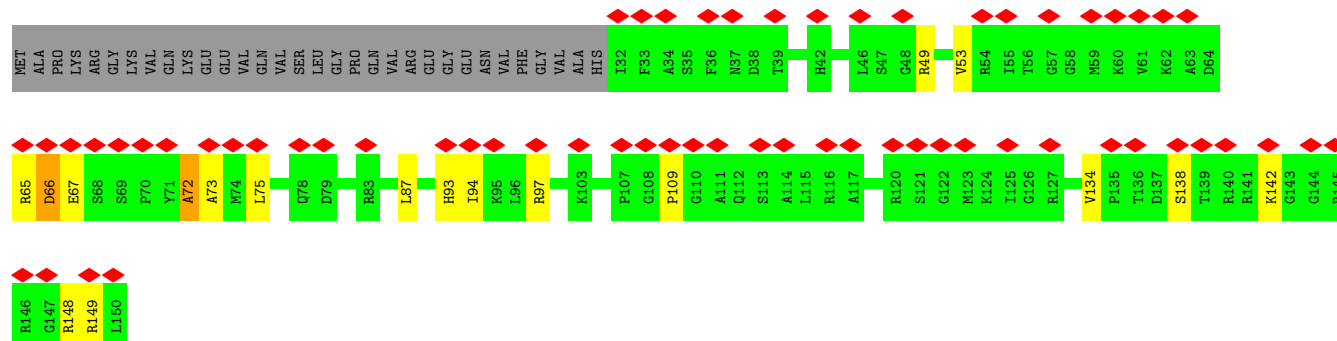 MET ALA PRO LYS ARG GLY LYS VAL GLN LYS GLU GLU VAL GLN VAL SER LEU GLY PRO GLN VAL ARG GLU GLY GLU ASN VAL PHE GLY VAL ALA HIS I32 F33 A34 S35 F36 N37 D38 T39 H42 L46 S47 G48 R49 V53 R54 I55 T56 G57 G58 M59 K60 V61 K62 A63 D64
R65 D66 E67 S68 S69 P70 Y71 A72 A73 M74 L75 Q78 D79 R83 L87 H93 I94 K95 L96 R97 K103 P107 G108 P109 G110 A111 Q112 S113 A114 L115 R116 A117 R120 S121 G122 M123 K124 I125 G126 R127 V134 P135 T136 D137 S138 T139 R140 R141 K142 G143 G144 R145
R146 G147 R148 R149 L150